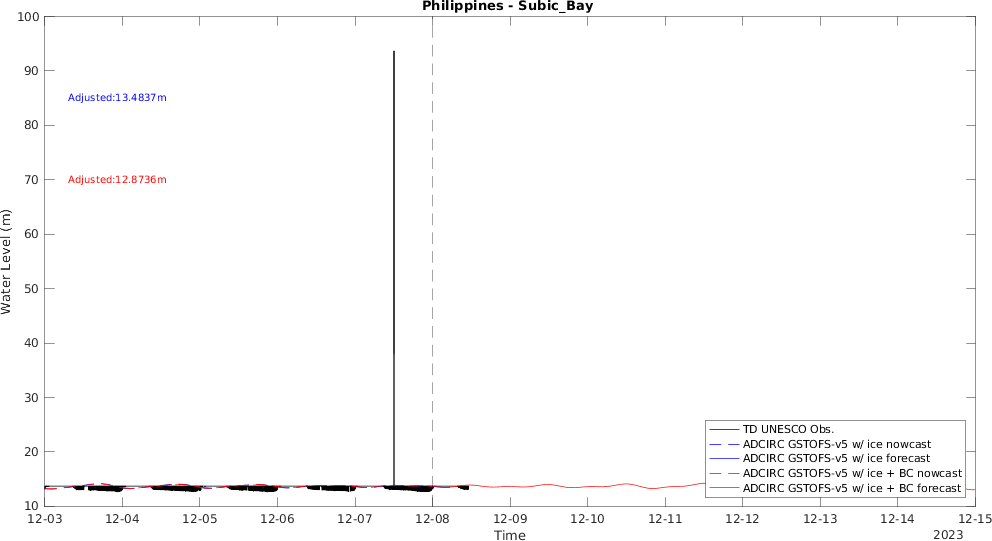 Philippines - Subic_Bay
100
90
80
70
60
50
40
30
20
10
Water Level (m)
Adjusted:13.4837m
Adjusted:12.8736m
TD UNESCO Obs.
ADCIRC GSTOFS-v5 w/ ice nowcast
ADCIRC GSTOFS-v5 w/ ice forecast
ADCIRC GSTOFS-v5 w/ ice + BC nowcast
ADCIRC GSTOFS-v5 w/ ice + BC forecast
12-03 12-04 12-05 12-06 12-07 12-08 12-09 12-10 12-11 12-12 12-13 12-14 12-15
Time
2023